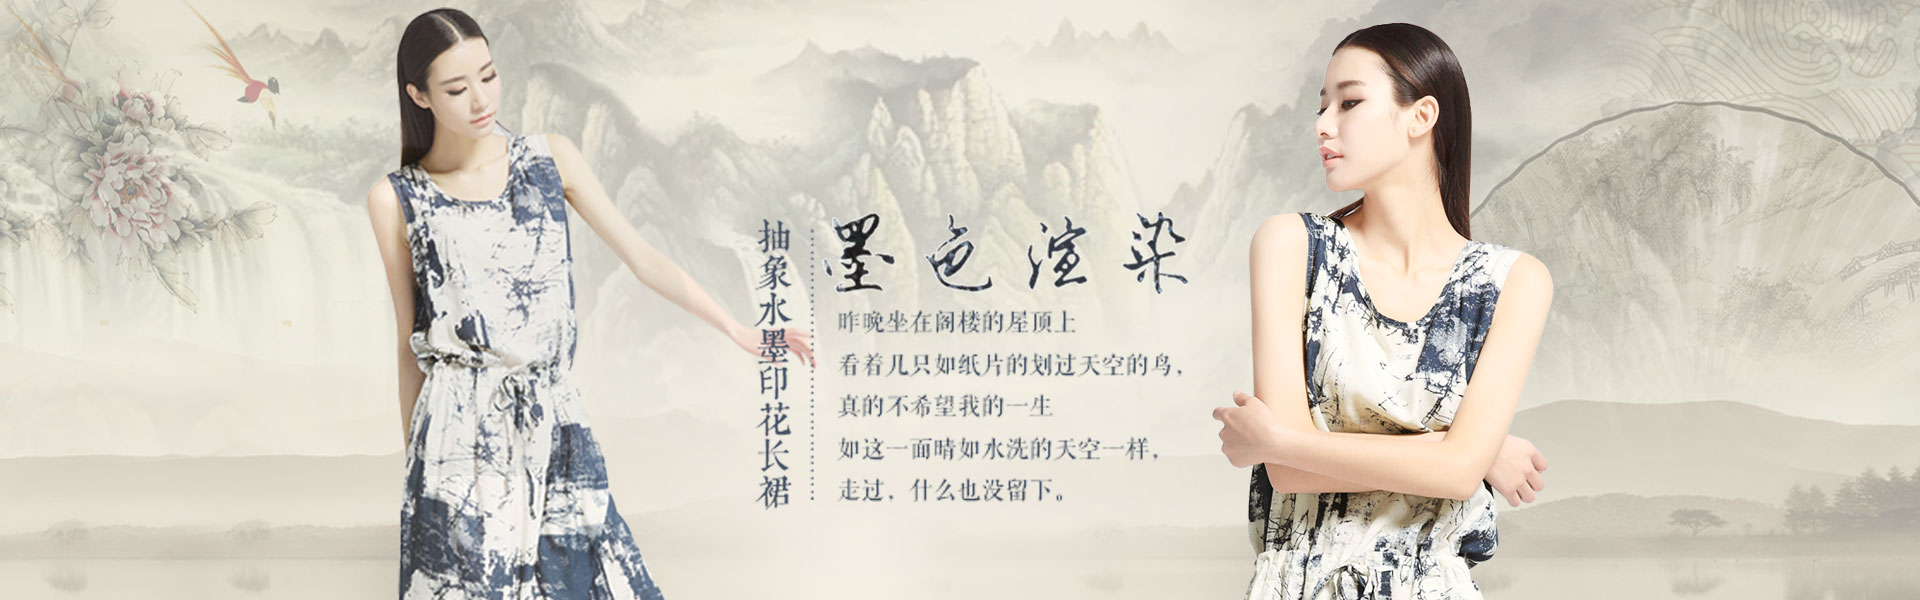 抽象水墨印花长裙
墨色渲染
昨晚坐在阁楼的屋顶上
看着几只如纸片的划过天空的鸟，
真的不希望我的一生
如这一面晴如水洗的天空一样，
走过，什么也没留下。